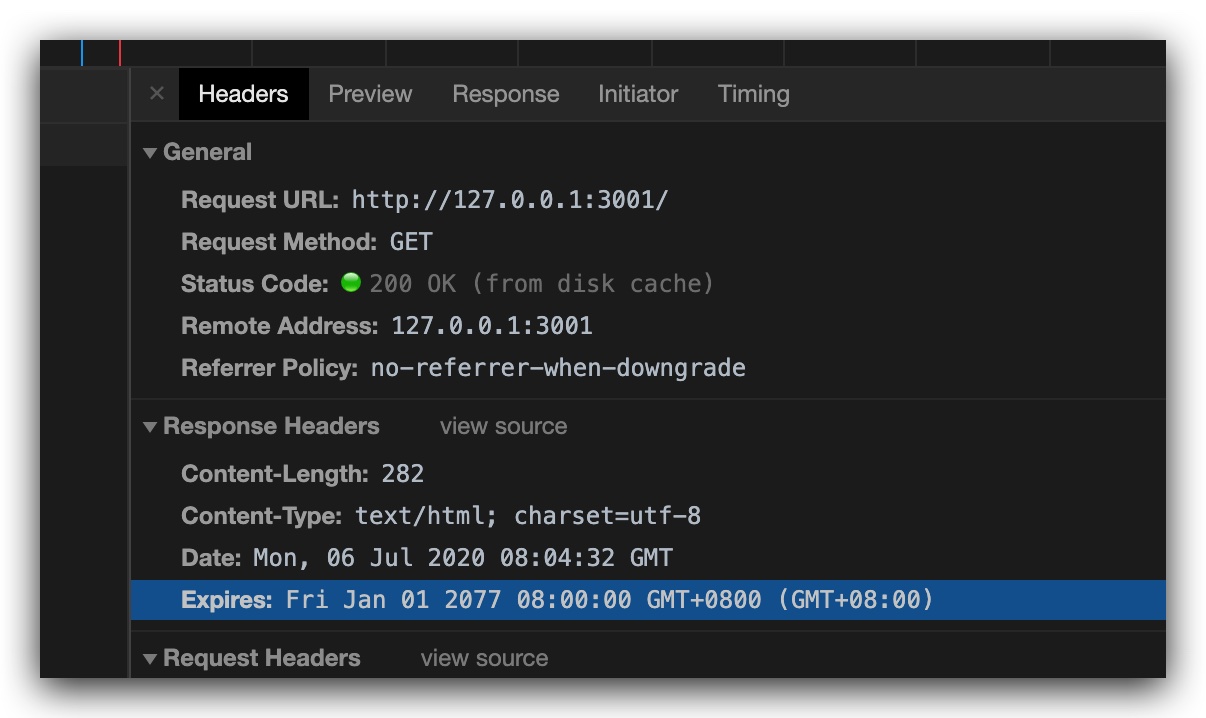 × Headers Preview Response Initiator Timing
▼ General
Request URL: http://127.0.0.1:3001/
Request Method: GET
Status Code: 200 OK (from disk cache)
Remote Address: 127.0.0.1:3001
Referrer Policy: no-referrer-when-downgrade
▼ Response Headers view source
Content-Length: 282
Content-Type: text/html; charset=utf-8
Date: Mon, 06 Jul 2020 08:04:32 GMT
Expires: Fri Jan 01 2077 08:00:00 GMT+0800 (GMT+08:00)
▼ Request Headers view source